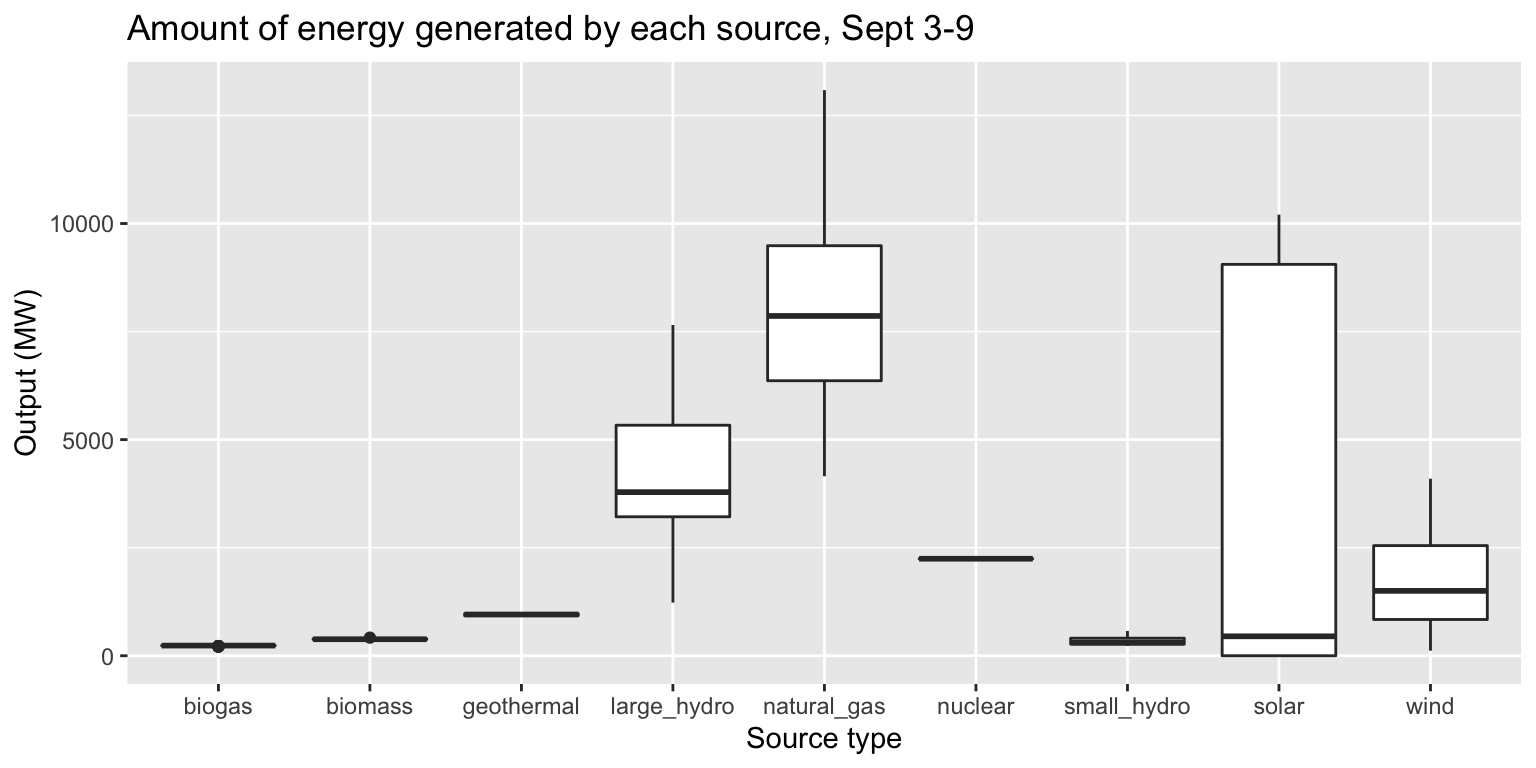 Amount of energy generated by each source, Sept 3-9
Output (MW)
10000
5000
0
biogas biomass geothermal large_hydro natural_gas nuclear small_hydro solar wind
Source type